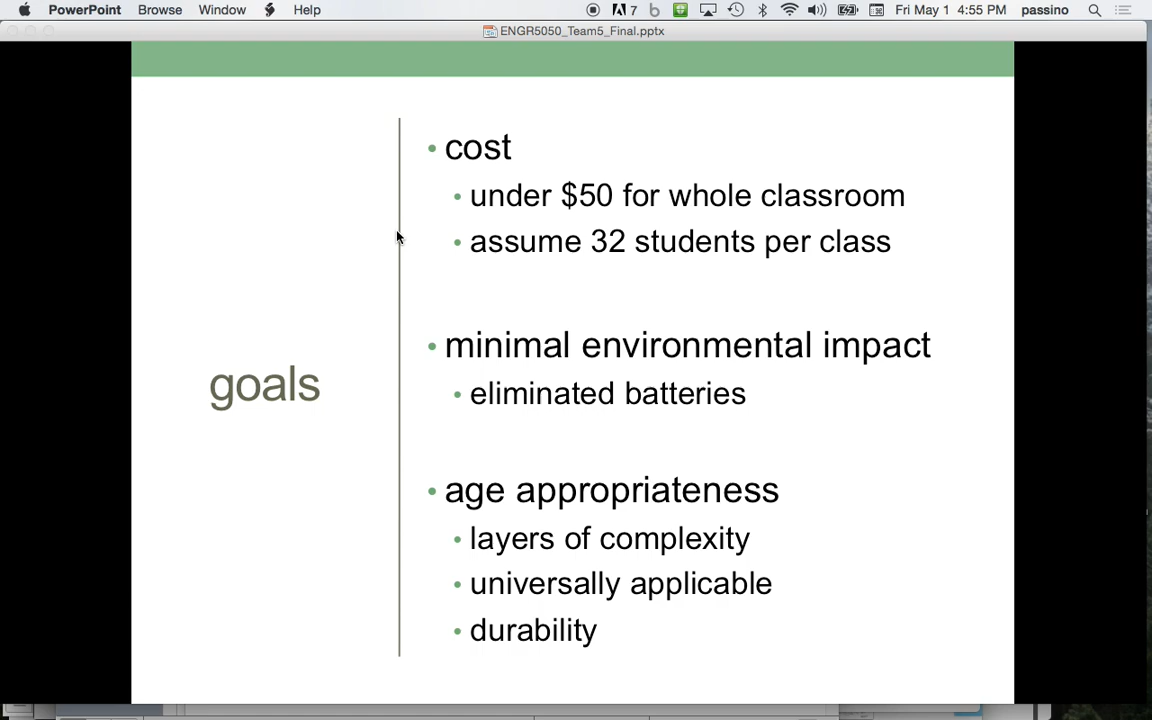 PowerPoint Browse Window Help 7 Fri May 1 4:55 PM passino
ENGR5050_Team5_Final.pptx
goals
• cost
• under $50 for whole classroom
• assume 32 students per class
• minimal environmental impact
• eliminated batteries
• age appropriateness
• layers of complexity
• universally applicable
• durability